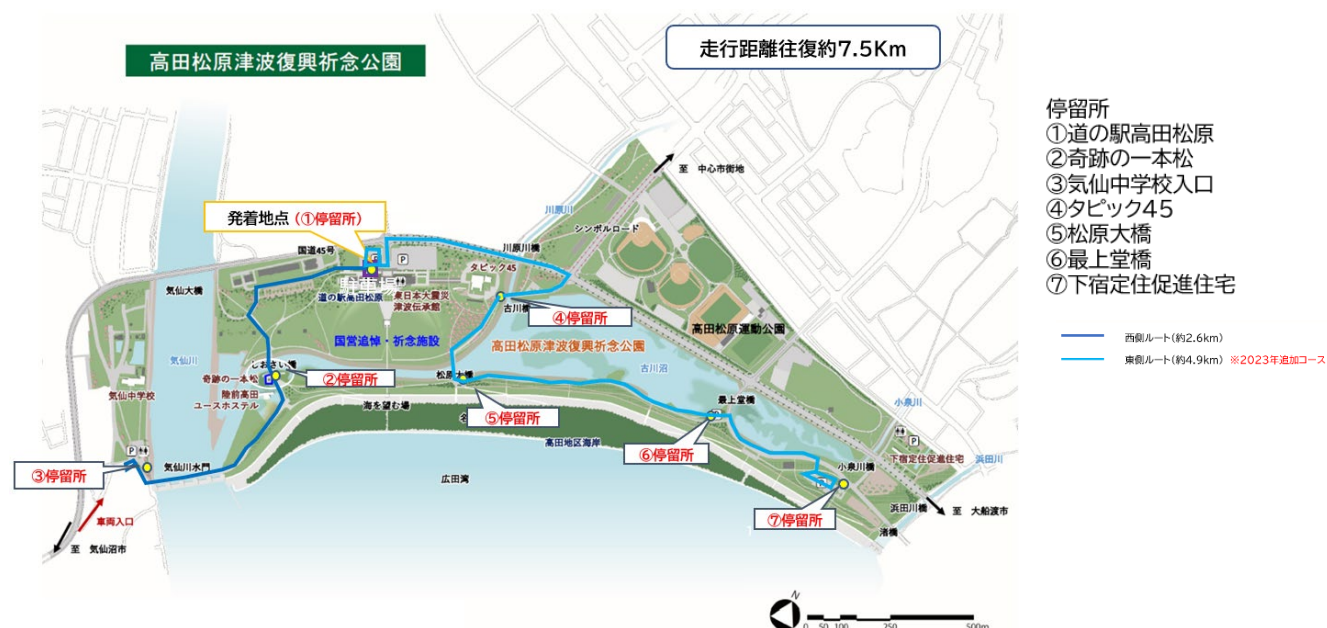 高田松原津波復興祈念公園
走行距離往復約7.5Km
停留所
①道の駅高田松原
②奇跡の一本松
③気仙中学校入口
④タピック45
⑤松原大橋
⑥最上堂橋
⑦下宿定住促進住宅
西側ルート(約2.6km)
東側ルート(約4.9km) ※2023年追加コース
至 中心市街地
川原川
シンボルロード
発着地点(①停留所)
国道45号
川原川橋
P
タピック45
気仙大橋
駐車場
道の駅高田松原
東日本大震災
津波伝承館
古川橋
④停留所
高田松原運動公園
国営追悼・祈念施設
高田松原津波復興祈念公園
気仙川
古川沼
しおさい橋
②停留所
松原大橋
奇跡の一本松
陸前高田
ユースホステル
気仙中学校
海を望む場
⑤停留所
最上堂橋
小泉川
高田地区海岸
⑥停留所
P
P
下宿定住促進住宅
浜田川
③停留所
気仙川水門
小泉川橋
広田湾
浜田川橋
至 大船渡市
⑦停留所
車両入口
渚橋
至 気仙沼市
N
0 50 100 250 500m